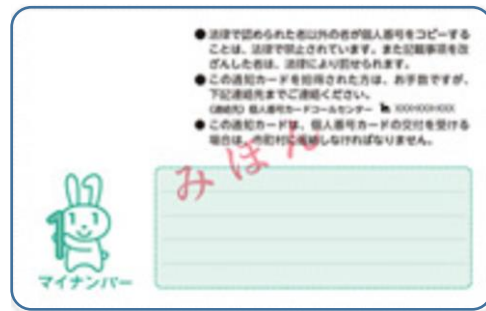 ● 法律で認められた者以外の者が個人番号をコピーする
ことは、法律で禁止されています。また記載事項を改
ざんした者は、法律により罰せられます。
● この通知カードを拾得された方は、お手数ですが、
下記連絡先までご連絡ください。
(連絡先) 個人番号カードコールセンター
● この通知カードは、個人番号カードの交付を受ける
場合は、市町村に返納しなければなりません。
みほん
マイナンバー